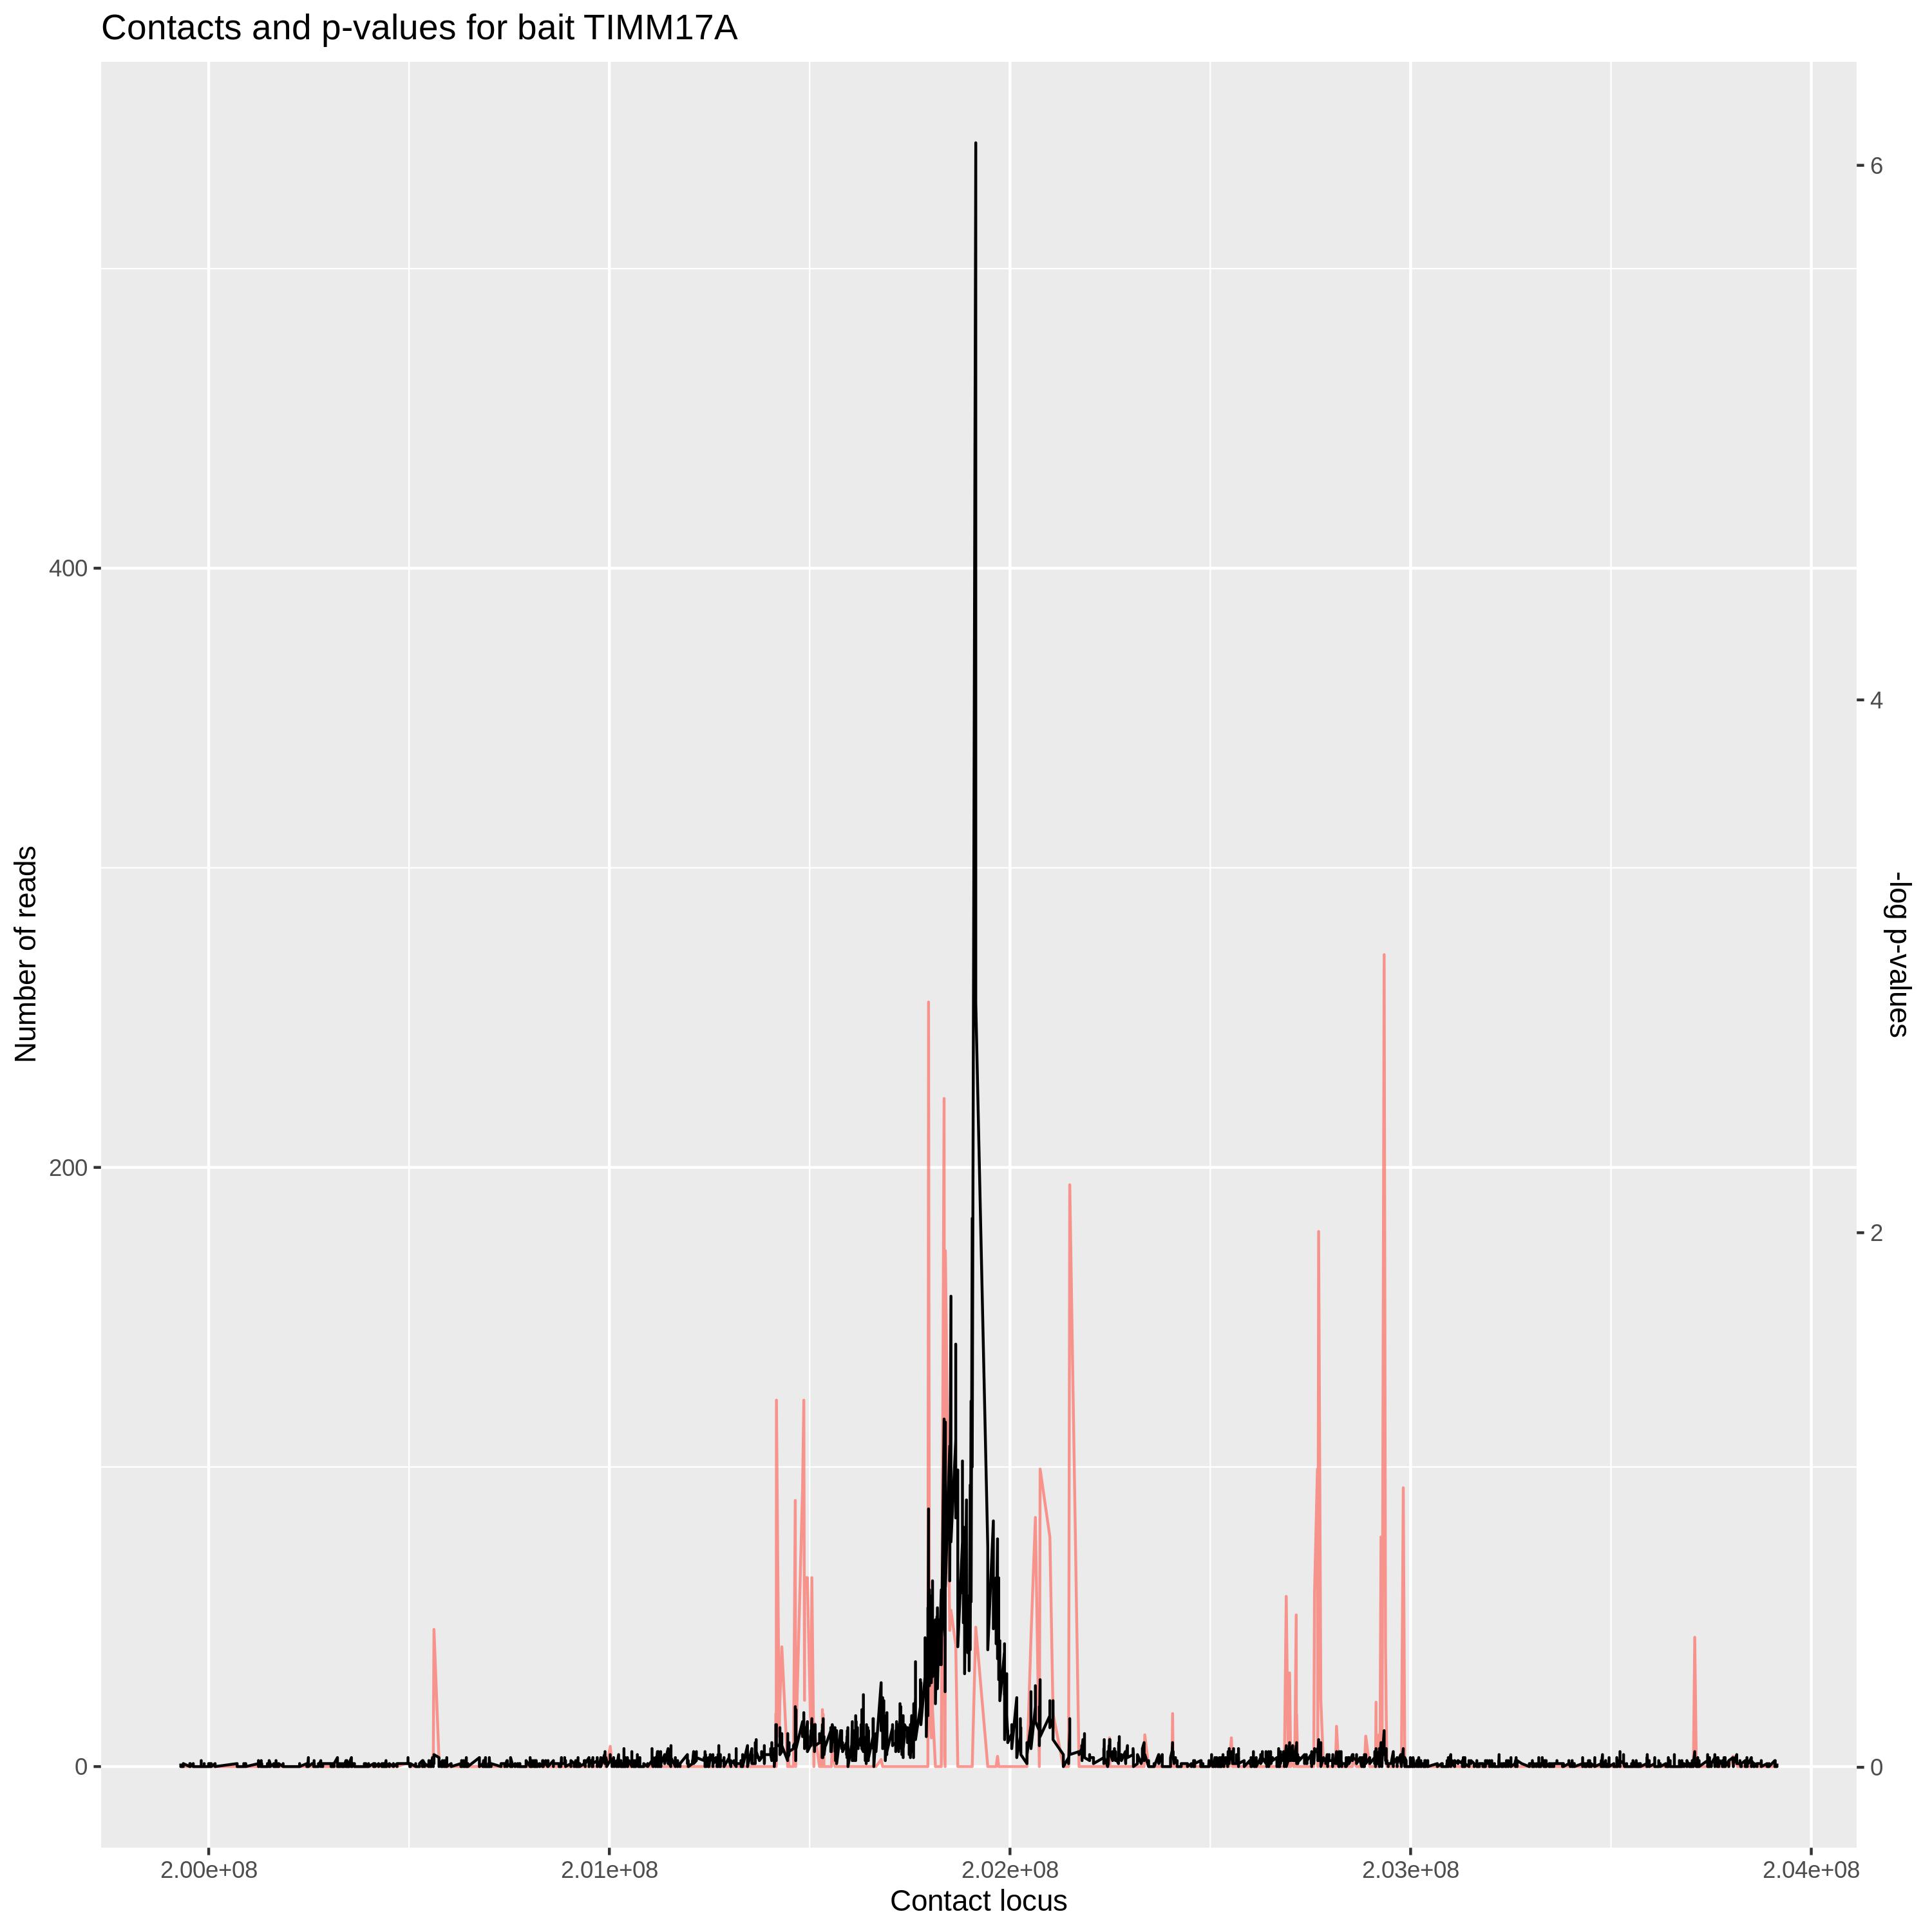 Contacts and p-values for bait TIMM17A
Number of reads
400
200
0
6
4
2
0
-log p-values
2.00e+08 2.01e+08 2.02e+08 2.03e+08 2.04e+08
Contact locus